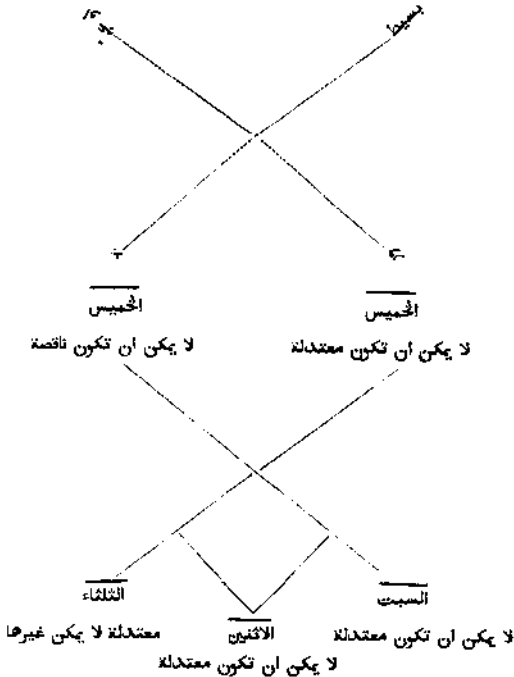 بسيط
الخميس
الخميس
لا يمكن ان تكون معتدلة
لا يمكن ان تكون ناقصة
السبت
الاثنين
الثلثاء
لا يمكن ان تكون معتدلة
معتدلة لا يمكن غيرها
لا يمكن ان تكون معتدلة